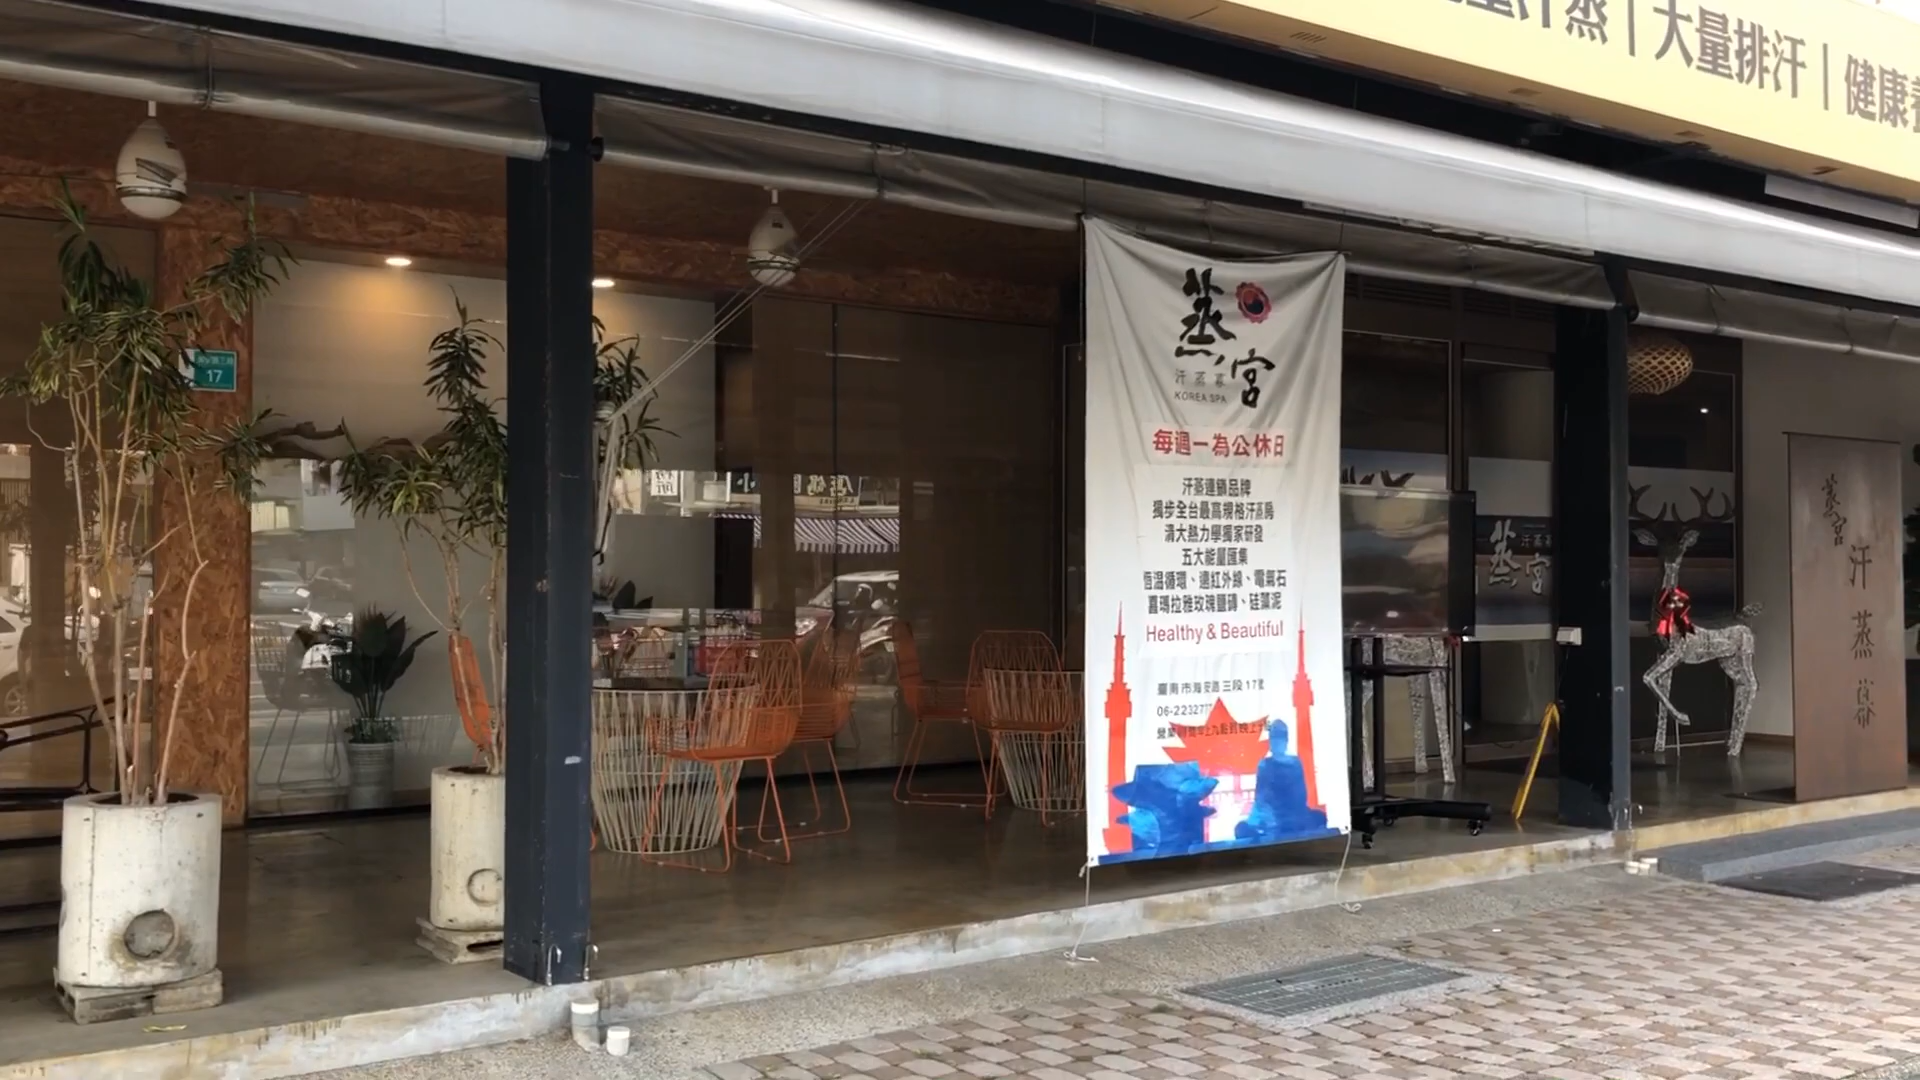 汗蒸｜大量排汗｜健康
17
蒸宮
汗蒸幕
KOREA SPA
每週一為公休日
汗蒸連鎖品牌
獨步全台最高規格汗蒸房
清大熱力學獨家研發
五大能量匯集
恆溫循環、遠紅外線、電氣石
喜瑪拉雅玫瑰鹽磚、硅藻泥
Healthy & Beautiful
臺南市海安路三段17號
06-223277
蒸宮
汗蒸幕
蒸宮
汗蒸幕